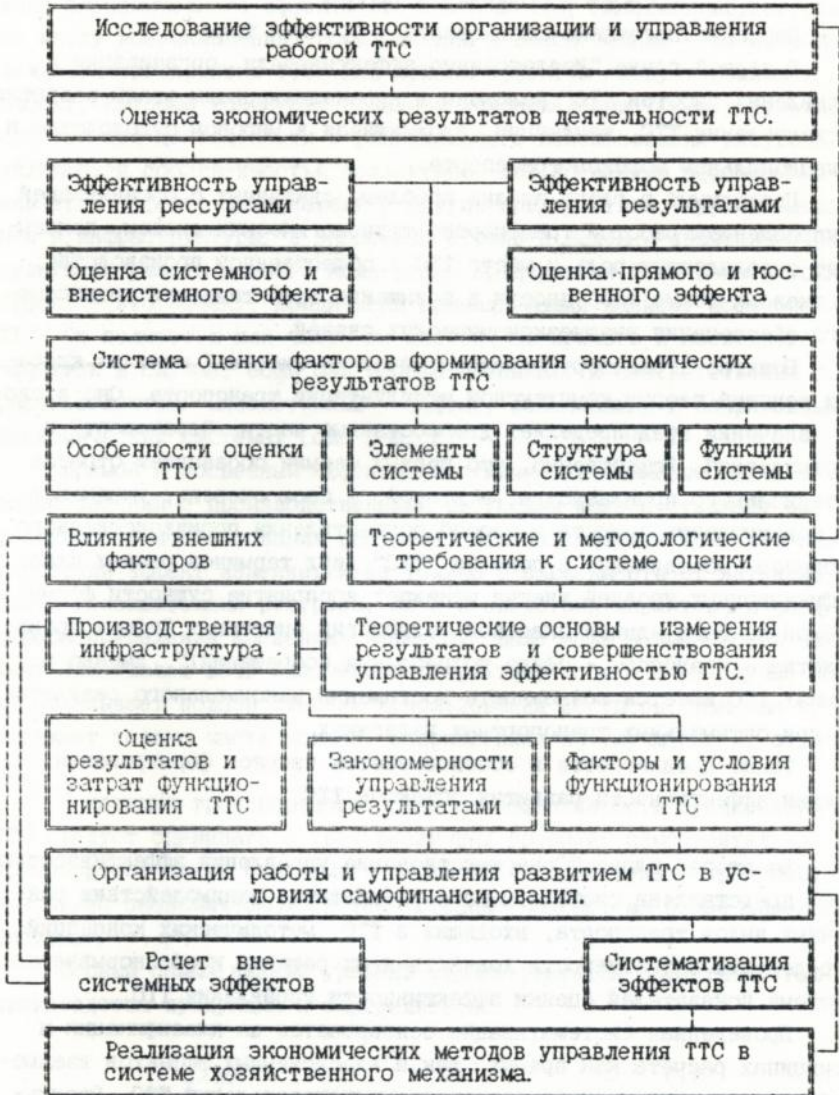 Исследование эффективности организации и управления
работой ТТС
Оценка экономических результатов деятельности ТТС.
Эффективность управ-
ления рессурсами
Эффективность управ-
ления результатами
Оценка системного и
внесистемного эффекта
Оценка прямого и кос-
венного эффекта
Система оценки факторов формирования экономических
результатов ТТС
Особенности оценки
ТТС
Элементы
системы
Структура
системы
Функции
системы
Влияние внешних
факторов
Теоретические и методологические
требования к системе оценки
Производственная
инфраструктура
Теоретические основы измерения
результатов и совершенствования
управления эффективностью ТТС.
Оценка
результатов и
затрат функцио-
нирования ТТС
Закономерности
управления
результатами
Факторы и условия
функционирования
ТТС
Организация работы и управления развитием ТТС в ус-
ловиях самофинансирования.
Рсчет вне-
системных эффектов
Систематизация
эффектов ТТС
Реализация экономических методов управления ТТС в
системе хозяйственного механизма.